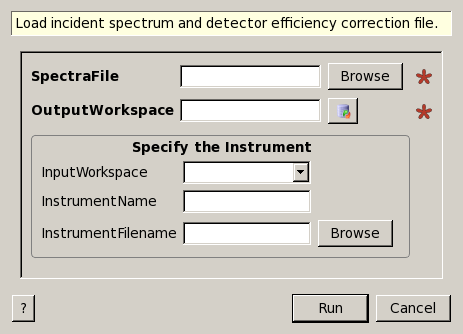 Load incident spectrum and detector efficiency correction file.
SpectraFile Browse *
OutputWorkspace *
Specify the Instrument
InputWorkspace
InstrumentName
InstrumentFilename Browse
? Run Cancel